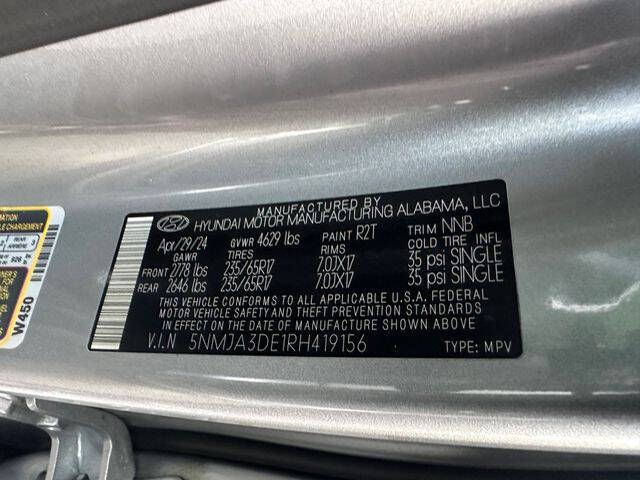 MANUFACTURED BY
HYUNDAI MOTOR MANUFACTURING ALABAMA, LLC
Apr/29/24 GVWR 4629 lbs PAINT R2T TRIM NNB
GAWR TIRES RIMS COLD TIRE INFL
FRONT 2778 lbs 235/65R17 7.0JX17 35 psi SINGLE
REAR 2646 lbs 235/65R17 7.0JX17 35 psi SINGLE
THIS VEHICLE CONFORMS TO ALL APPLICABLE U.S.A. FEDERAL
MOTOR VEHICLE SAFETY AND THEFT PREVENTION STANDARDS
IN EFFECT ON THE DATE OF MANUFACTURE SHOWN ABOVE
V.I.N 5NMJA3DE1RH419156 TYPE: MPV
W450